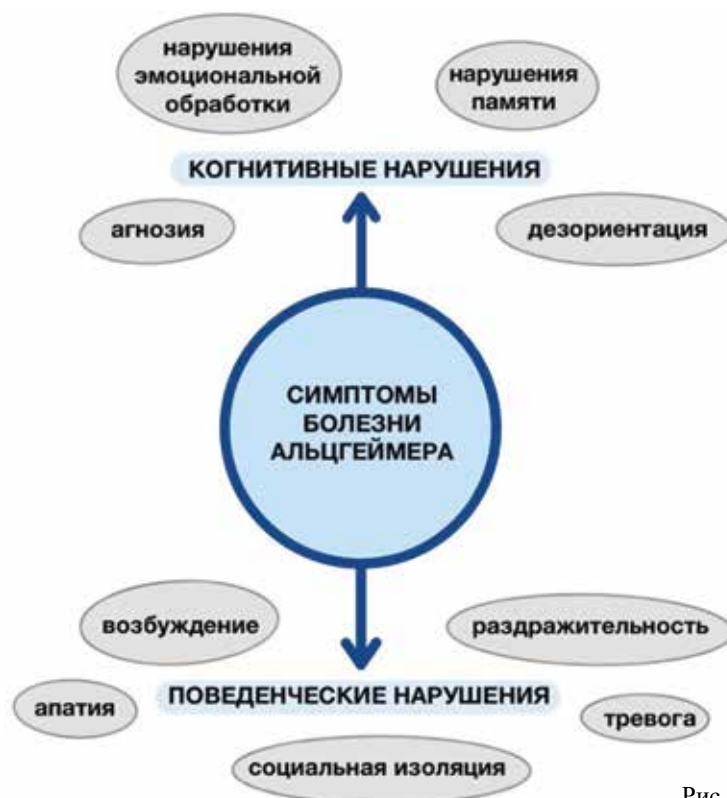 нарушения
эмоциональной
обработки
нарушения
памяти
КОГНИТИВНЫЕ НАРУШЕНИЯ
агнозия
дезориентация
СИМПТОМЫ
БОЛЕЗНИ
АЛЬЦГЕЙМЕРА
возбуждение
раздражительность
ПОВЕДЕНЧЕСКИЕ НАРУШЕНИЯ
апатия
тревога
социальная изоляция
Рис